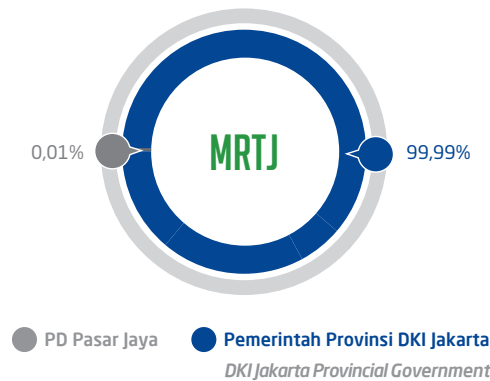 MRTJ
0,01%
99,99%
PD Pasar Jaya
Pemerintah Provinsi DKI Jakarta
DKI Jakarta Provincial Government